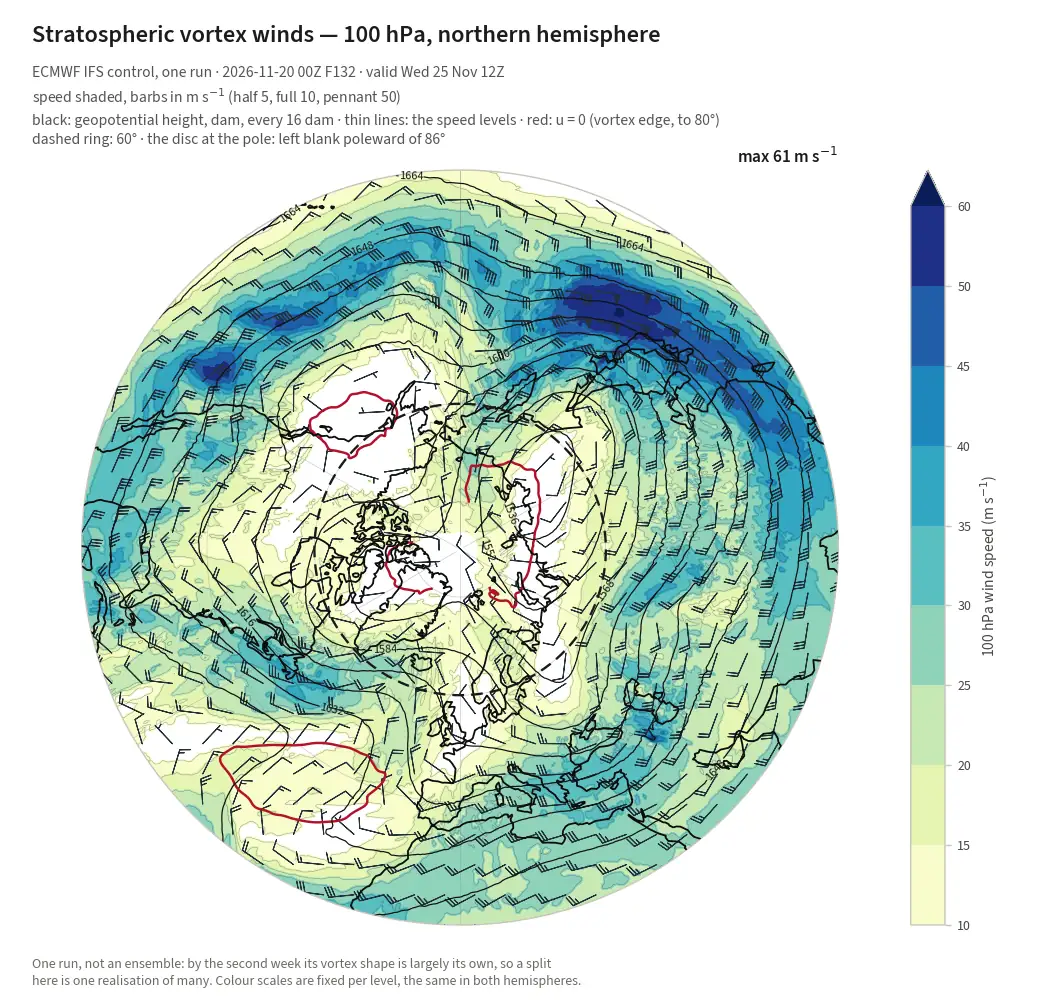 Stratospheric vortex winds — 100 hPa, northern hemisphere
ECMWF IFS control, one run · 2026-11-20 00Z F132 · valid Wed 25 Nov 12Z
speed shaded, barbs in m s⁻¹ (half 5, full 10, pennant 50)
black: geopotential height, dam, every 16 dam · thin lines: the speed levels · red: u = 0 (vortex edge, to 80°)
dashed ring: 60° · the disc at the pole: left blank poleward of 86°
max 61 m s⁻¹
1664
1664
1664
1648
1600
1536
1552
1568
1616
1584
1632
60
50
45
40
35
30
25
20
15
10
100 hPa wind speed (m s⁻¹)
One run, not an ensemble: by the second week its vortex shape is largely its own, so a split
here is one realisation of many. Colour scales are fixed per level, the same in both hemispheres.